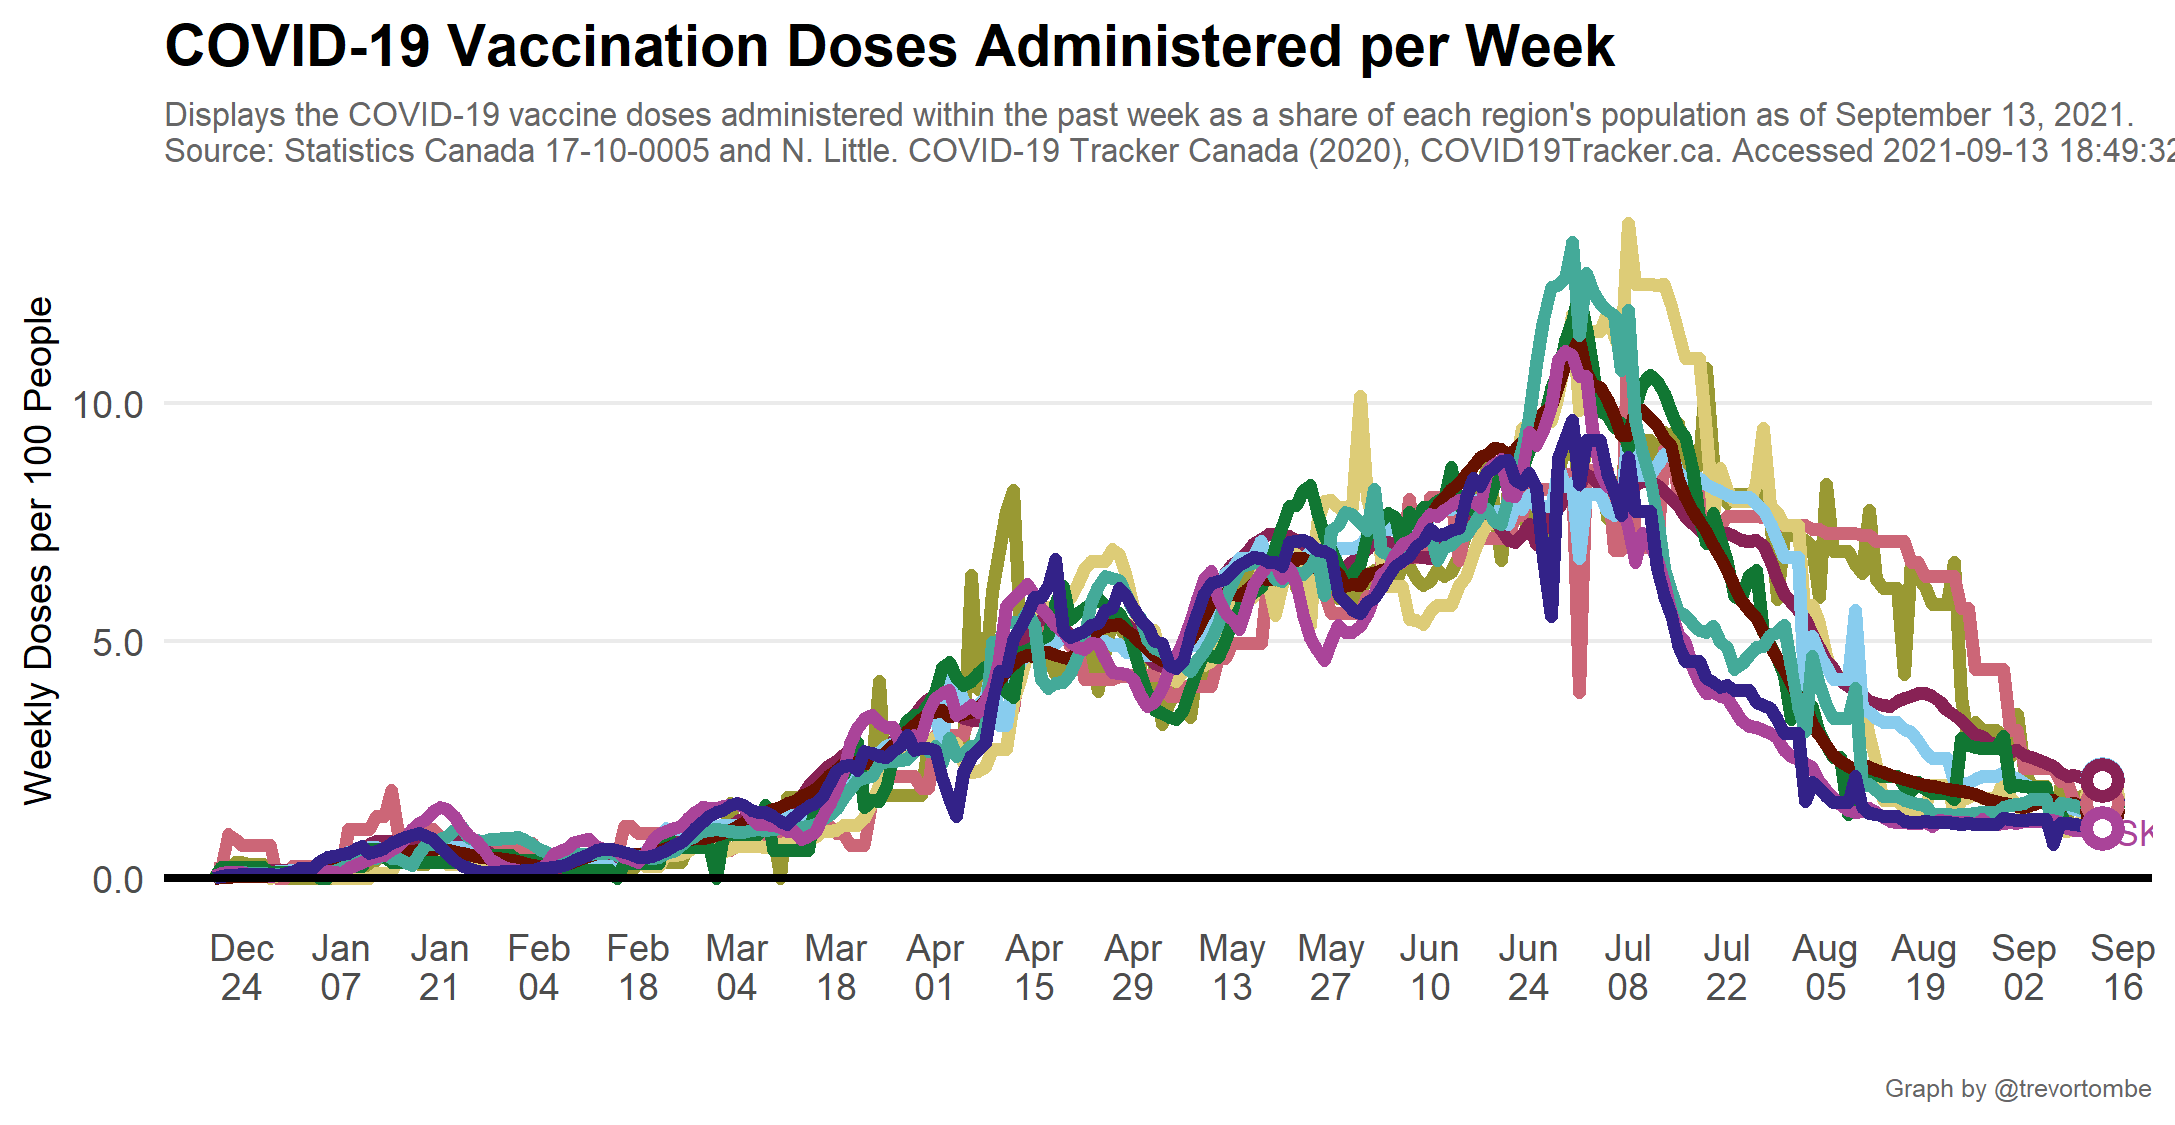 COVID-19 Vaccination Doses Administered per Week
Displays the COVID-19 vaccine doses administered within the past week as a share of each region's population as of September 13, 2021.
Source: Statistics Canada 17-10-0005 and N. Little. COVID-19 Tracker Canada (2020), COVID19Tracker.ca. Accessed 2021-09-13 18:49:32
Weekly Doses per 100 People
10.0
5.0
0.0
SK
Dec Jan Jan Feb Feb Mar Mar Apr Apr Apr May May Jun Jun Jul Jul Aug Aug Sep Sep
24 07 21 04 18 04 18 01 15 29 13 27 10 24 08 22 05 19 02 16
Graph by @trevortombe